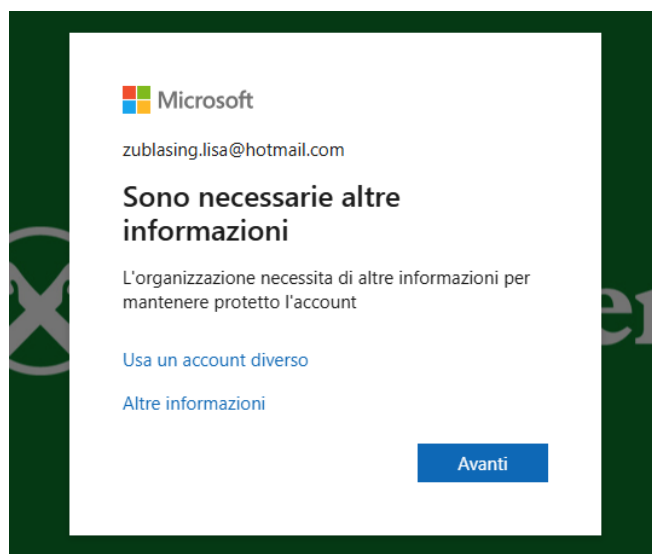 Microsoft
zublasing.lisa@hotmail.com
Sono necessarie altre
informazioni
L'organizzazione necessita di altre informazioni per
mantenere protetto l'account
Usa un account diverso
Altre informazioni
Avanti